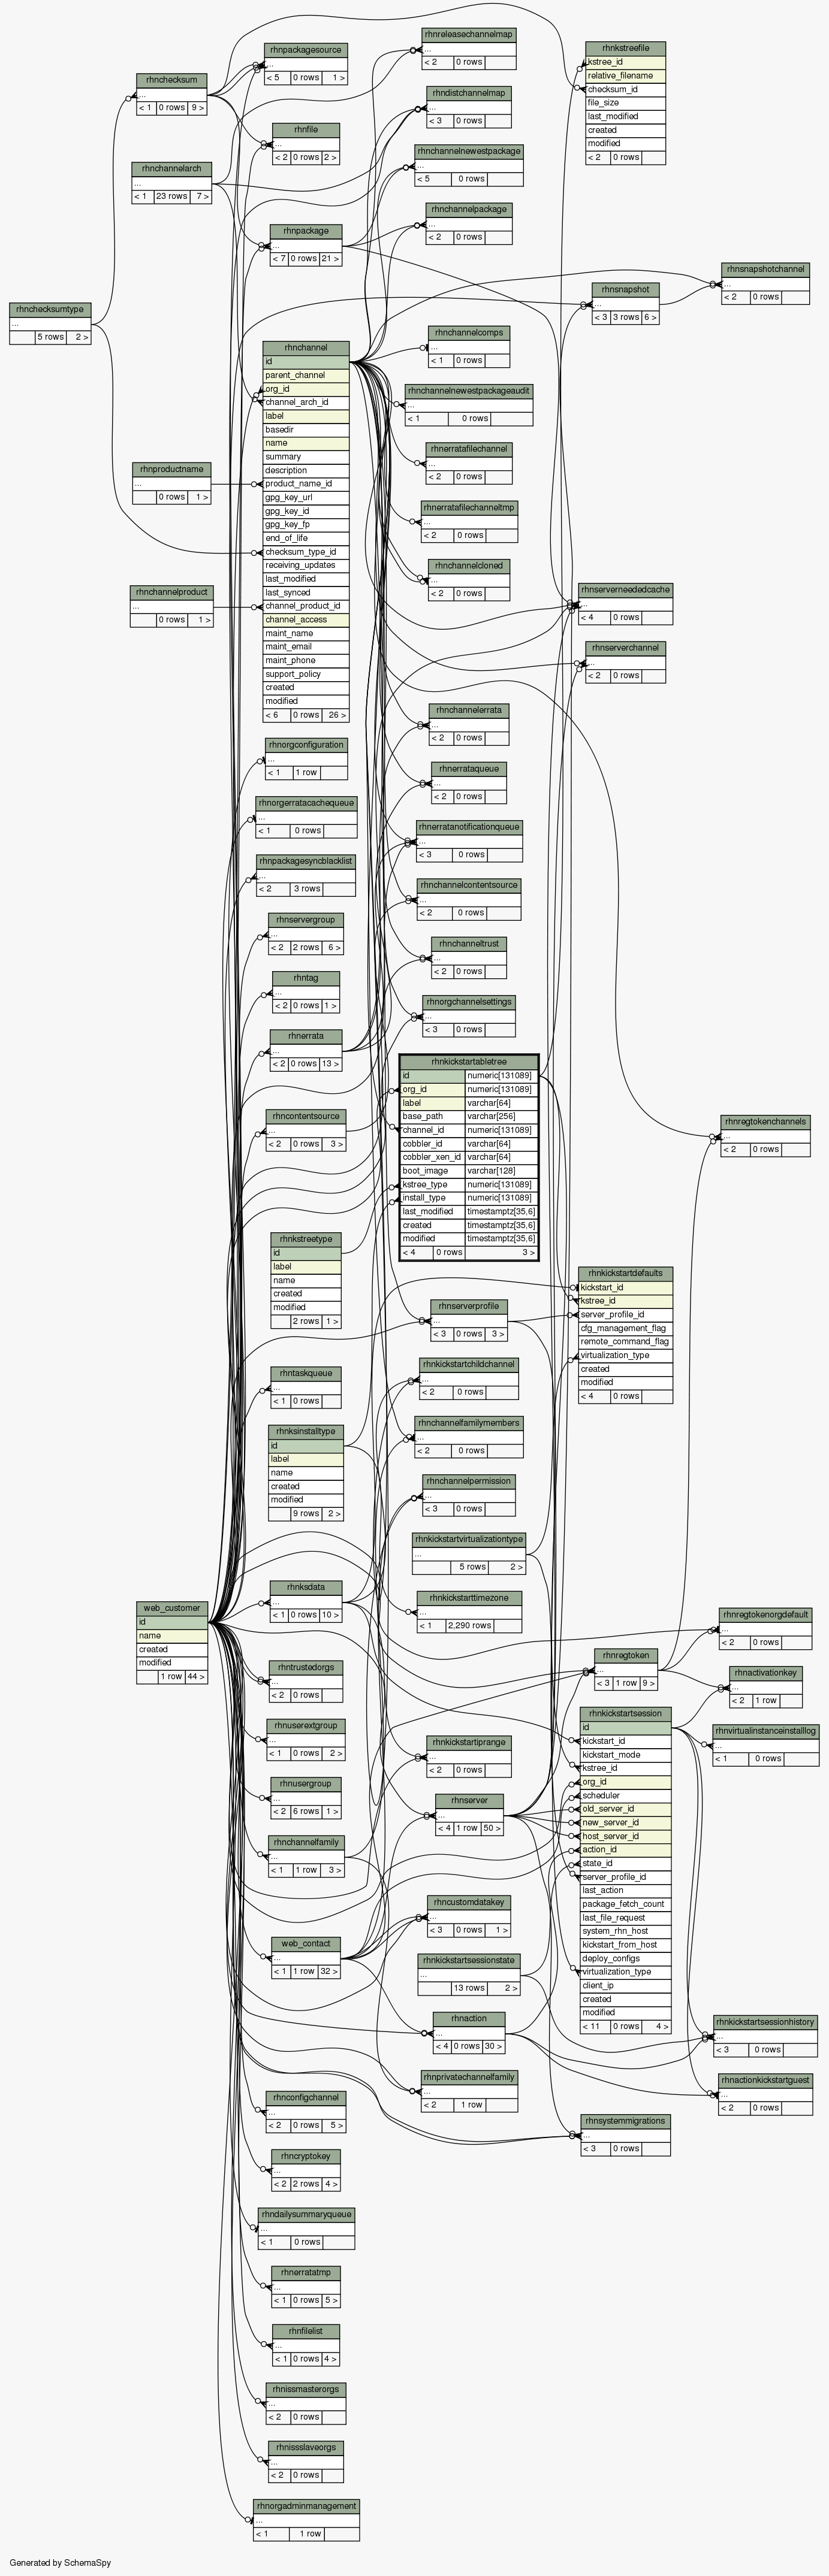 rhnchecksum
...
< 1 0 rows 9 >
rhnchannelarch
...
< 1 23 rows 7 >
rhnchecksumtype
...
5 rows 2 >
rhnproductname
...
0 rows 1 >
rhnchannelproduct
...
0 rows 1 >
web_customer
id
name
created
modified
1 row 44 >
rhnpackagesource
...
< 5 0 rows 1 >
rhnfile
...
< 2 0 rows 2 >
rhnpackage
...
< 7 0 rows 21 >
rhnchannel
id
parent_channel
org_id
channel_arch_id
label
basedir
name
summary
description
product_name_id
gpg_key_url
gpg_key_id
gpg_key_fp
end_of_life
checksum_type_id
receiving_updates
last_modified
last_synced
channel_product_id
channel_access
maint_name
maint_email
maint_phone
support_policy
created
modified
< 6 0 rows 26 >
rhnorgconfiguration
...
< 1 1 row
rhnorgerratacachequeue
...
< 1 0 rows
rhnpackagesyncblacklist
...
< 2 3 rows
rhnservergroup
...
< 2 2 rows 6 >
rhntag
...
< 2 0 rows 1 >
rhnerrata
...
< 2 0 rows 13 >
rhncontentsource
...
< 2 0 rows 3 >
rhnkstreetype
id
label
name
created
modified
2 rows 1 >
rhntaskqueue
...
< 1 0 rows
rhnksinstalltype
id
label
name
created
modified
9 rows 2 >
rhnksdata
...
< 1 0 rows 10 >
rhntrustedorgs
...
< 2 0 rows
rhnuserextgroup
...
< 1 0 rows 2 >
rhnusergroup
...
< 2 6 rows 1 >
rhnchannelfamily
...
< 1 1 row 3 >
web_contact
...
< 1 1 row 32 >
rhnconfigchannel
...
< 2 0 rows 5 >
rhncryptokey
...
< 2 2 rows 4 >
rhndailysummaryqueue
...
< 1 0 rows
rhnerratatmp
...
< 1 0 rows 5 >
rhnfilelist
...
< 1 0 rows 4 >
rhnissmasterorgs
...
< 2 0 rows
rhnissslaveorgs
...
< 2 0 rows
rhnorgadminmanagement
...
< 1 1 row
rhnreleasechannelmap
...
< 2 0 rows
rhndistchannelmap
...
< 3 0 rows
rhnchannelnewestpackage
...
< 5 0 rows
rhnchannelpackage
...
< 2 0 rows
rhnchannelcomps
...
< 1 0 rows
rhnchannelnewestpackageaudit
...
< 1 0 rows
rhnerratafilechannel
...
< 2 0 rows
rhnerratafilechanneltmp
...
< 2 0 rows
rhnchannelcloned
...
< 2 0 rows
rhnchannelerrata
...
< 2 0 rows
rhnerrataqueue
...
< 2 0 rows
rhnerratanotificationqueue
...
< 3 0 rows
rhnchannelcontentsource
...
< 2 0 rows
rhnchanneltrust
...
< 2 0 rows
rhnorgchannelsettings
...
< 3 0 rows
rhnkickstartabletree
id numeric[131089]
org_id numeric[131089]
label varchar[64]
base_path varchar[256]
channel_id numeric[131089]
cobbler_id varchar[64]
cobbler_xen_id varchar[64]
boot_image varchar[128]
kstree_type numeric[131089]
install_type numeric[131089]
last_modified timestamptz[35,6]
created timestamptz[35,6]
modified timestamptz[35,6]
< 4 0 rows 3 >
rhnserverprofile
...
< 3 0 rows 3 >
rhnkickstartchildchannel
...
< 2 0 rows
rhnchannelfamilymembers
...
< 2 0 rows
rhnchannelpermission
...
< 3 0 rows
rhnkickstartvirtualizationtype
...
5 rows 2 >
rhnkickstarttimezone
...
< 1 2,290 rows
rhnkickstartiprange
...
< 2 0 rows
rhnserver
...
< 4 1 row 50 >
rhncustomdatakey
...
< 3 0 rows 1 >
rhnkickstartsessionstate
...
13 rows 2 >
rhnaction
...
< 4 0 rows 30 >
rhnprivatechannelfamily
...
< 2 1 row
rhnkstreefile
kstree_id
relative_filename
checksum_id
file_size
last_modified
created
modified
< 2 0 rows
rhnsnapshot
...
< 3 3 rows 6 >
rhnserverneededcache
...
< 4 0 rows
rhnserverchannel
...
< 2 0 rows
rhnkickstartdefaults
kickstart_id
kstree_id
server_profile_id
cfg_management_flag
remote_command_flag
virtualization_type
created
modified
< 4 0 rows
rhnregtoken
...
< 3 1 row 9 >
rhnkickstartsession
id
kickstart_id
kickstart_mode
kstree_id
org_id
scheduler
old_server_id
new_server_id
host_server_id
action_id
state_id
server_profile_id
last_action
package_fetch_count
last_file_request
system_rhn_host
kickstart_from_host
deploy_configs
virtualization_type
client_ip
created
modified
< 11 0 rows 4 >
rhnsystemmigrations
...
< 3 0 rows
rhnsnapshotchannel
...
< 2 0 rows
rhnregtokenchannels
...
< 2 0 rows
rhnregtokenorgdefault
...
< 2 0 rows
rhnactivationkey
...
< 2 1 row
rhnvirtualinstanceinstalllog
...
< 1 0 rows
rhnkickstartsessionhistory
...
< 3 0 rows
rhnactionkickstartguest
...
< 2 0 rows
Generated by SchemaSpy